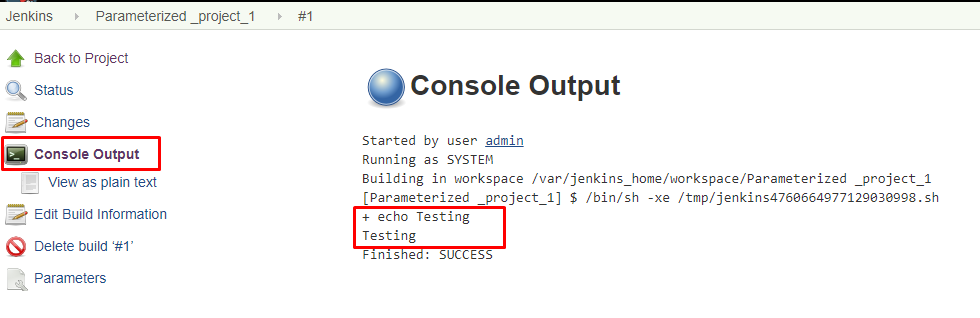 Jenkins Parameterized _project_1 #1
Back to Project
Status
Changes
Console Output
View as plain text
Edit Build Information
Delete build ‘#1’
Parameters
Console Output
Started by user admin
Running as SYSTEM
Building in workspace /var/jenkins_home/workspace/Parameterized _project_1
[Parameterized _project_1] $ /bin/sh -xe /tmp/jenkins4760664977129030998.sh
+ echo Testing
Testing
Finished: SUCCESS